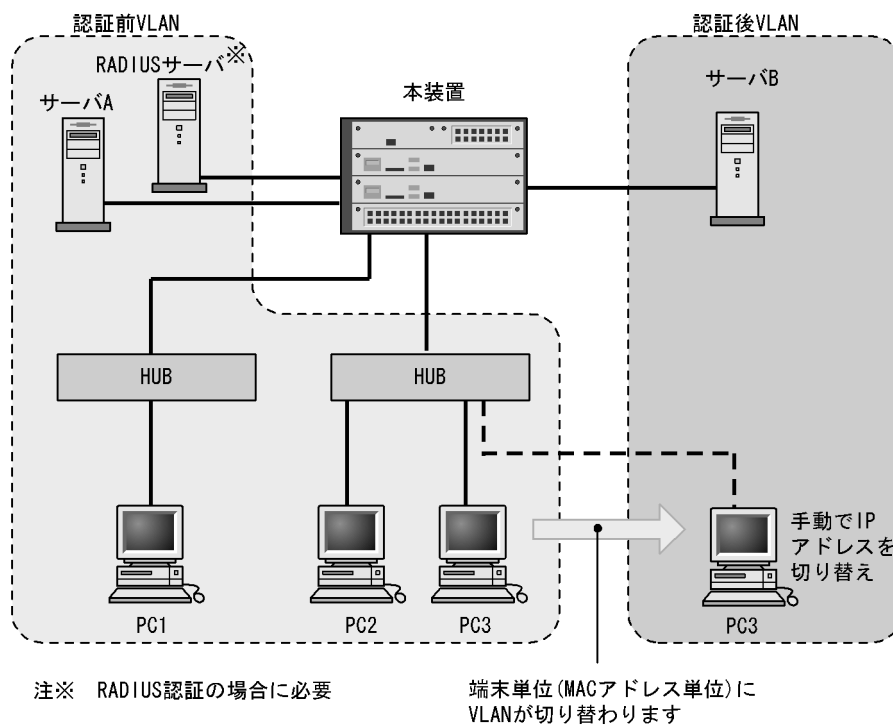 認証前VLAN
認証後VLAN
RADIUSサーバ※
サーバA
本装置
サーバB
HUB
HUB
手動でIP
アドレスを
切り替え
PC1
PC2
PC3
PC3
注※ RADIUS認証の場合に必要
端末単位(MACアドレス単位)に
VLANが切り替わります